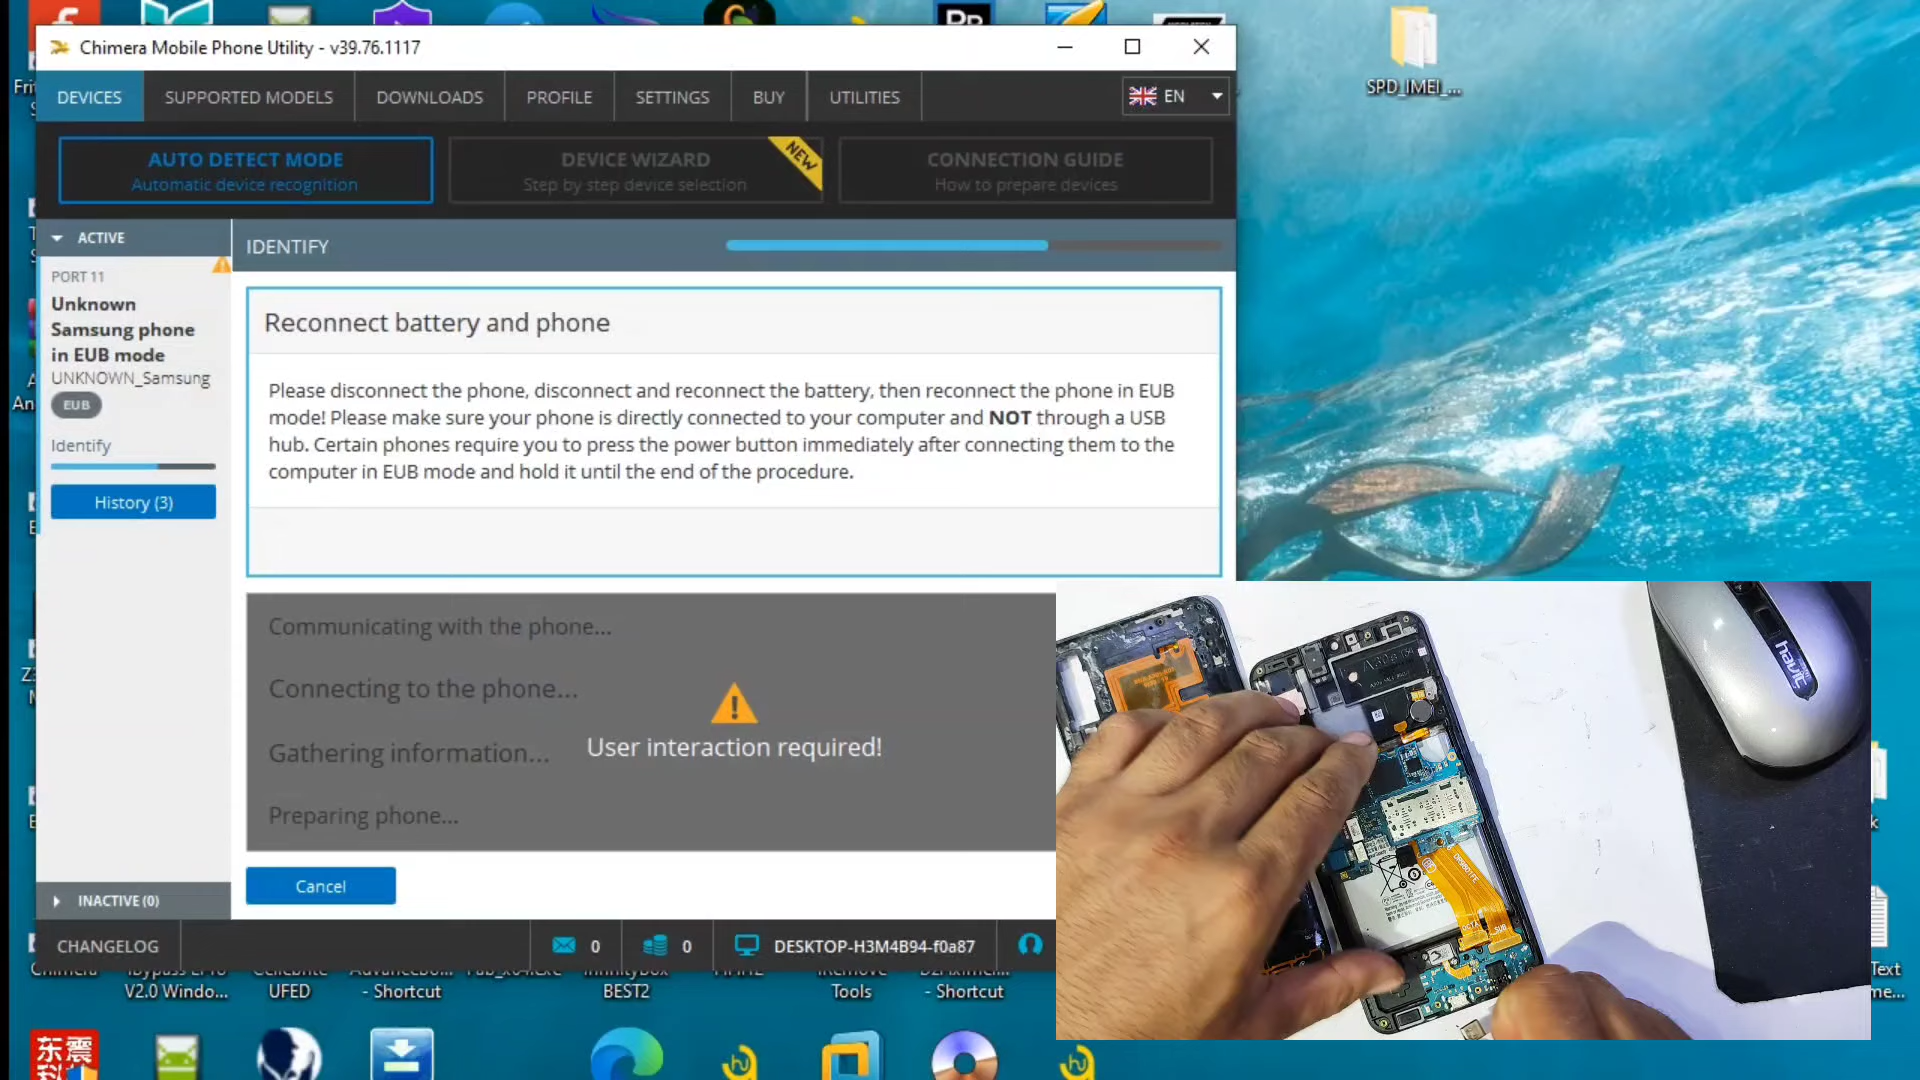 Chimera Mobile Phone Utility - v39.76.1117
DEVICES
SUPPORTED MODELS
DOWNLOADS
PROFILE
SETTINGS
BUY
UTILITIES
EN
SPD_IMEI_...
AUTO DETECT MODE
Automatic device recognition
DEVICE WIZARD
Step by step device selection
NEW
CONNECTION GUIDE
How to prepare devices
ACTIVE
IDENTIFY
PORT 11
Unknown
Samsung phone
in EUB mode
UNKNOWN_Samsung
EUB
Identify
History (3)
Reconnect battery and phone
Please disconnect the phone, disconnect and reconnect the battery, then reconnect the phone in EUB
mode! Please make sure your phone is directly connected to your computer and NOT through a USB
hub. Certain phones require you to press the power button immediately after connecting them to the
computer in EUB mode and hold it until the end of the procedure.
Communicating with the phone...
Connecting to the phone...
Gathering information...
Preparing phone...
User interaction required!
Cancel
INACTIVE (0)
CHANGELOG
0
0
DESKTOP-H3M4B94-f0a87
V2.0 Windo...
UFED
- Shortcut
BEST2
Tools
- Shortcut
havit
OCTA
SUB
Text
东震